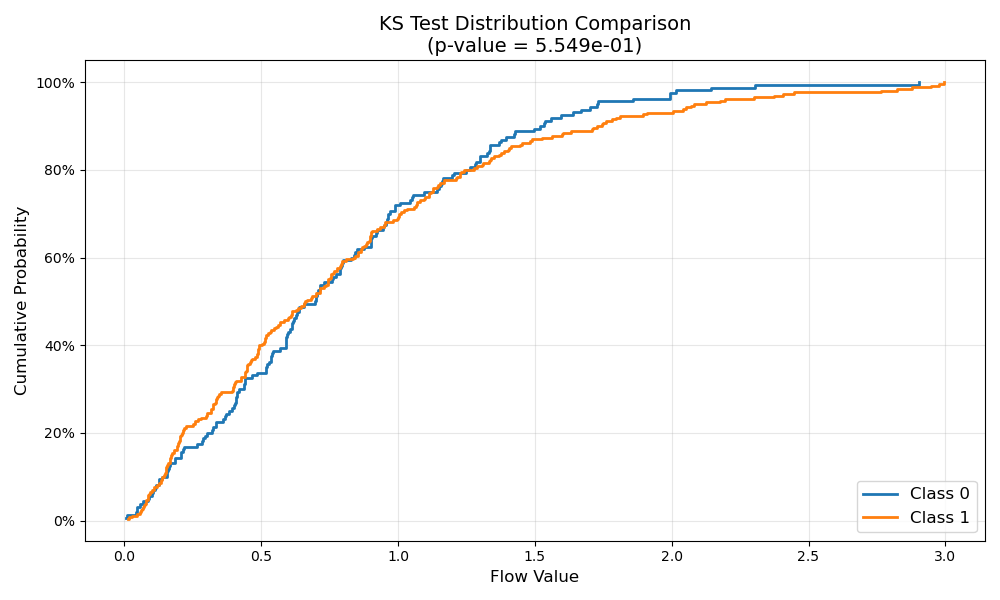 KS Test Distribution Comparison
(p-value = 5.549e-01)
Cumulative Probability
100%
80%
60%
40%
20%
0%
0.0 0.5 1.0 1.5 2.0 2.5 3.0
Flow Value
Class 0
Class 1